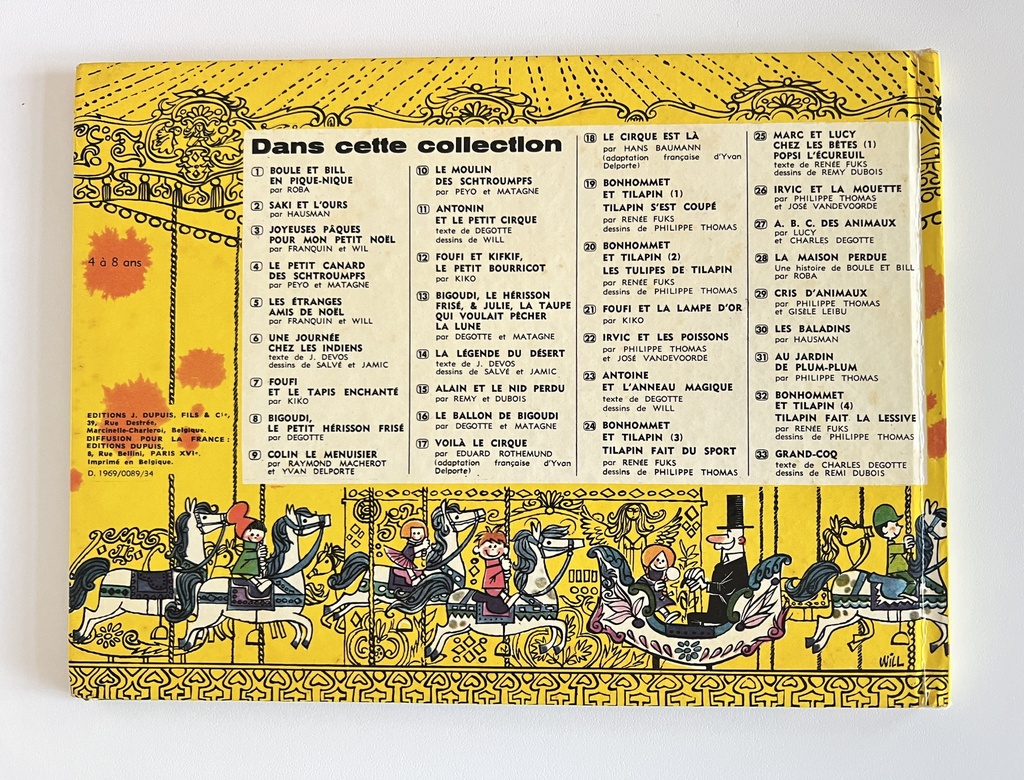 Dans cette collection
1 BOULE ET BILL
EN PIQUE-NIQUE
par ROBA
2 SAKI ET L'OURS
par HAUSMAN
3 JOYEUSES PÂQUES
POUR MON PETIT NOËL
par FRANQUIN et WIL
4 LE PETIT CANARD
DES SCHTROUMPFS
par PEYO et MATAGNE
5 LES ÉTRANGES
AMIS DE NOËL
par FRANQUIN et WILL
6 UNE JOURNÉE
CHEZ LES INDIENS
texte de J. DEVOS
dessins de SALVÉ et JAMIC
7 FOUFI
ET LE TAPIS ENCHANTÉ
par KIKO
8 BIGOUDI,
LE PETIT HÉRISSON FRISÉ
par DEGOTTE
9 COLIN LE MENUISIER
par RAYMOND MACHEROT
et YVAN DELPORTE
10 LE MOULIN
DES SCHTROUMPFS
par PEYO et MATAGNE
11 ANTONIN
ET LE PETIT CIRQUE
texte de DEGOTTE
dessins de WILL
12 FOUFI ET KIFKIF,
LE PETIT BOURRICOT
par KIKO
13 BIGOUDI, LE HÉRISSON
FRISÉ, & JULIE, LA TAUPE
QUI VOULAIT PÊCHER
LA LUNE
par DEGOTTE et MATAGNE
14 LA LÉGENDE DU DÉSERT
texte de J. DEVOS
dessins de SALVÉ et JAMIC
15 ALAIN ET LE NID PERDU
par REMY et DUBOIS
16 LE BALLON DE BIGOUDI
par DEGOTTE et MATAGNE
17 VOILÀ LE CIRQUE
par EDUARD ROTHEMUND
(adaptation française d'Yvan
Delporte)
18 LE CIRQUE EST LÀ
par HANS BAUMANN
(adaptation française d'Yvan
Delporte)
19 BONHOMMET
ET TILAPIN (1)
TILAPIN S'EST COUPÉ
par RENÉE FUKS
dessins de PHILIPPE THOMAS
20 BONHOMMET
ET TILAPIN (2)
LES TULIPES DE TILAPIN
par RENÉE FUKS
dessins de PHILIPPE THOMAS
21 FOUFI ET LA LAMPE D'OR
par KIKO
22 IRVIC ET LES POISSONS
par PHILIPPE THOMAS
et JOSÉ VANDEVOORDE
23 ANTOINE
ET L'ANNEAU MAGIQUE
texte de DEGOTTE
dessins de WILL
24 BONHOMMET
ET TILAPIN (3)
TILAPIN FAIT DU SPORT
par RENÉE FUKS
dessins de PHILIPPE THOMAS
25 MARC ET LUCY
CHEZ LES BÊTES (1)
POPSI L'ÉCUREUIL
texte de RENÉE FUKS
dessins de REMY DUBOIS
26 IRVIC ET LA MOUETTE
par PHILIPPE THOMAS
et JOSÉ VANDEVOORDE
27 A. B. C. DES ANIMAUX
par LUCY
et CHARLES DEGOTTE
28 LA MAISON PERDUE
Une histoire de BOULE ET BILL
par ROBA
29 CRIS D'ANIMAUX
par PHILIPPE THOMAS
et GISÈLE LEIBU
30 LES BALADINS
par HAUSMAN
31 AU JARDIN
DE PLUM-PLUM
par PHILIPPE THOMAS
32 BONHOMMET
ET TILAPIN (4)
TILAPIN FAIT LA LESSIVE
par RENÉE FUKS
dessins de PHILIPPE THOMAS
33 GRAND-COQ
texte de CHARLES DEGOTTE
dessins de REMI DUBOIS
4 à 8 ans
EDITIONS J. DUPUIS, FILS & Cie,
39, Rue Destrée,
Marcinelle-Charleroi, Belgique.
DIFFUSION POUR LA FRANCE :
EDITIONS DUPUIS,
8, Rue Bellini, PARIS XVIe.
Imprimé en Belgique.
D. 1969/0089/34
WILL